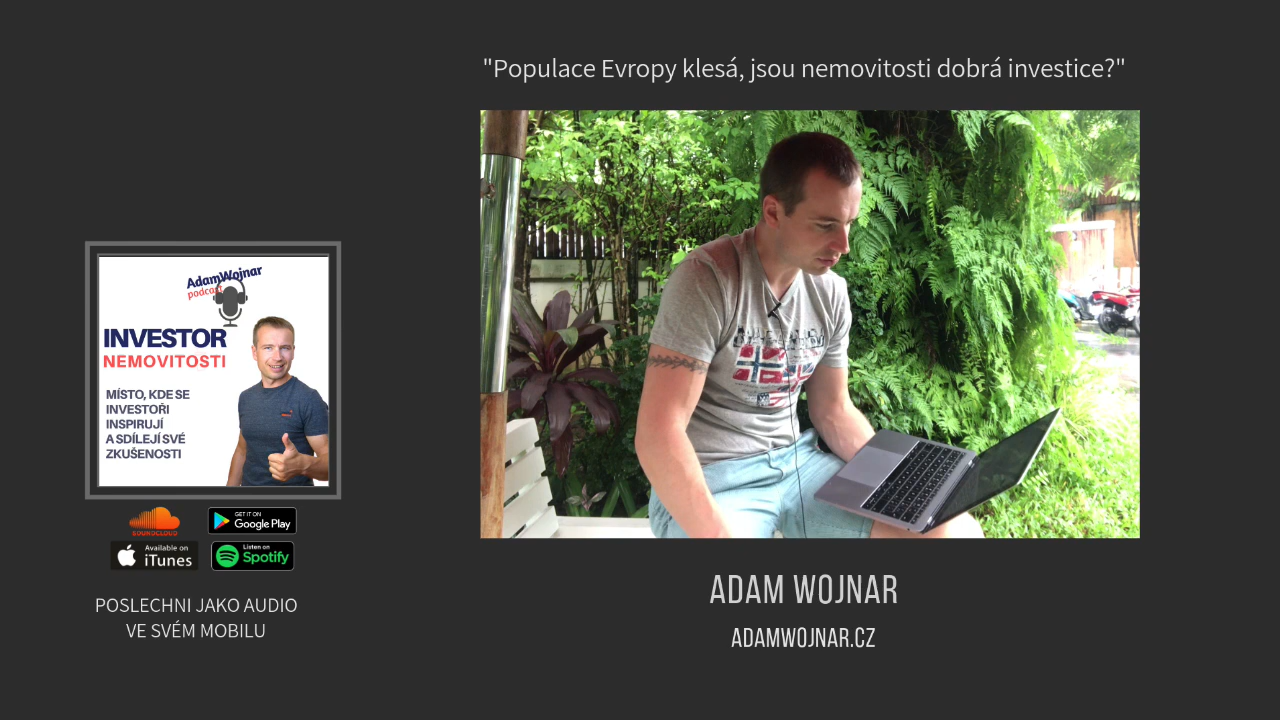 "Populace Evropy klesá, jsou nemovitosti dobrá investice?"
AdamWojnar
podcast
INVESTOR
NEMOVITOSTI
MÍSTO, KDE SE
INVESTOŘI
INSPIRUJÍ
A SDÍLEJÍ SVÉ
ZKUŠENOSTI
SOUNDCLOUD
GET IT ON
Google Play
Available on
iTunes
Listen on
Spotify
POSLECHNI JAKO AUDIO
VE SVÉM MOBILU
ADAM WOJNAR
ADAMWOJNAR.CZ